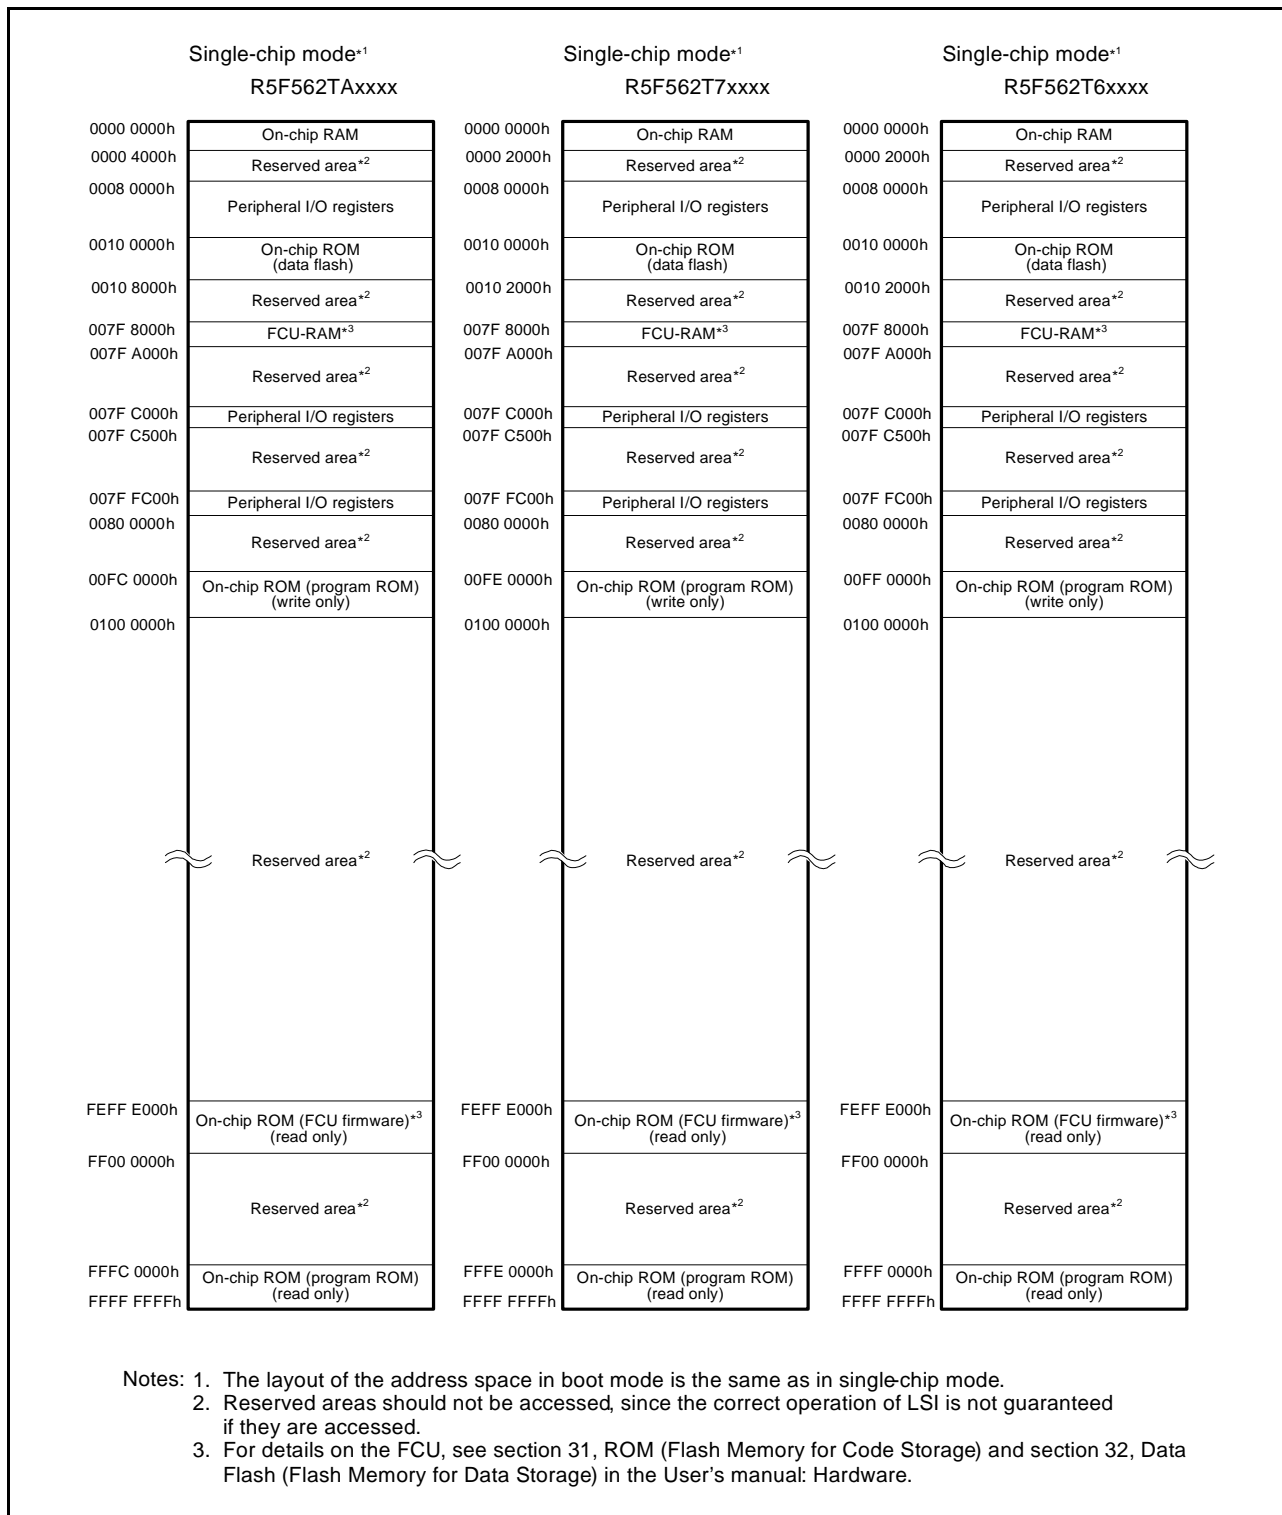 Single-chip mode*1
R5F562TAxxxx
0000 0000h
On-chip RAM
0000 4000h
Reserved area*2
0008 0000h
Peripheral I/O registers
0010 0000h
On-chip ROM
(data flash)
0010 8000h
Reserved area*2
007F 8000h
FCU-RAM*3
007F A000h
Reserved area*2
007F C000h
Peripheral I/O registers
007F C500h
Reserved area*2
007F FC00h
Peripheral I/O registers
0080 0000h
Reserved area*2
00FC 0000h
On-chip ROM (program ROM)
(write only)
0100 0000h
Reserved area*2
FEFF E000h
On-chip ROM (FCU firmware)*3
(read only)
FF00 0000h
Reserved area*2
FFFC 0000h
On-chip ROM (program ROM)
(read only)
FFFF FFFFh
Single-chip mode*1
R5F562T7xxxx
0000 0000h
On-chip RAM
0000 2000h
Reserved area*2
0008 0000h
Peripheral I/O registers
0010 0000h
On-chip ROM
(data flash)
0010 2000h
Reserved area*2
007F 8000h
FCU-RAM*3
007F A000h
Reserved area*2
007F C000h
Peripheral I/O registers
007F C500h
Reserved area*2
007F FC00h
Peripheral I/O registers
0080 0000h
Reserved area*2
00FE 0000h
On-chip ROM (program ROM)
(write only)
0100 0000h
Reserved area*2
FEFF E000h
On-chip ROM (FCU firmware)*3
(read only)
FF00 0000h
Reserved area*2
FFFE 0000h
On-chip ROM (program ROM)
(read only)
FFFF FFFFh
Single-chip mode*1
R5F562T6xxxx
0000 0000h
On-chip RAM
0000 2000h
Reserved area*2
0008 0000h
Peripheral I/O registers
0010 0000h
On-chip ROM
(data flash)
0010 2000h
Reserved area*2
007F 8000h
FCU-RAM*3
007F A000h
Reserved area*2
007F C000h
Peripheral I/O registers
007F C500h
Reserved area*2
007F FC00h
Peripheral I/O registers
0080 0000h
Reserved area*2
00FF 0000h
On-chip ROM (program ROM)
(write only)
0100 0000h
Reserved area*2
FEFF E000h
On-chip ROM (FCU firmware)*3
(read only)
FF00 0000h
Reserved area*2
FFFF 0000h
On-chip ROM (program ROM)
(read only)
FFFF FFFFh
Notes: 1. The layout of the address space in boot mode is the same as in single-chip mode.
2. Reserved areas should not be accessed, since the correct operation of LSI is not guaranteed
if they are accessed.
3. For details on the FCU, see section 31, ROM (Flash Memory for Code Storage) and section 32, Data
Flash (Flash Memory for Data Storage) in the User's manual: Hardware.